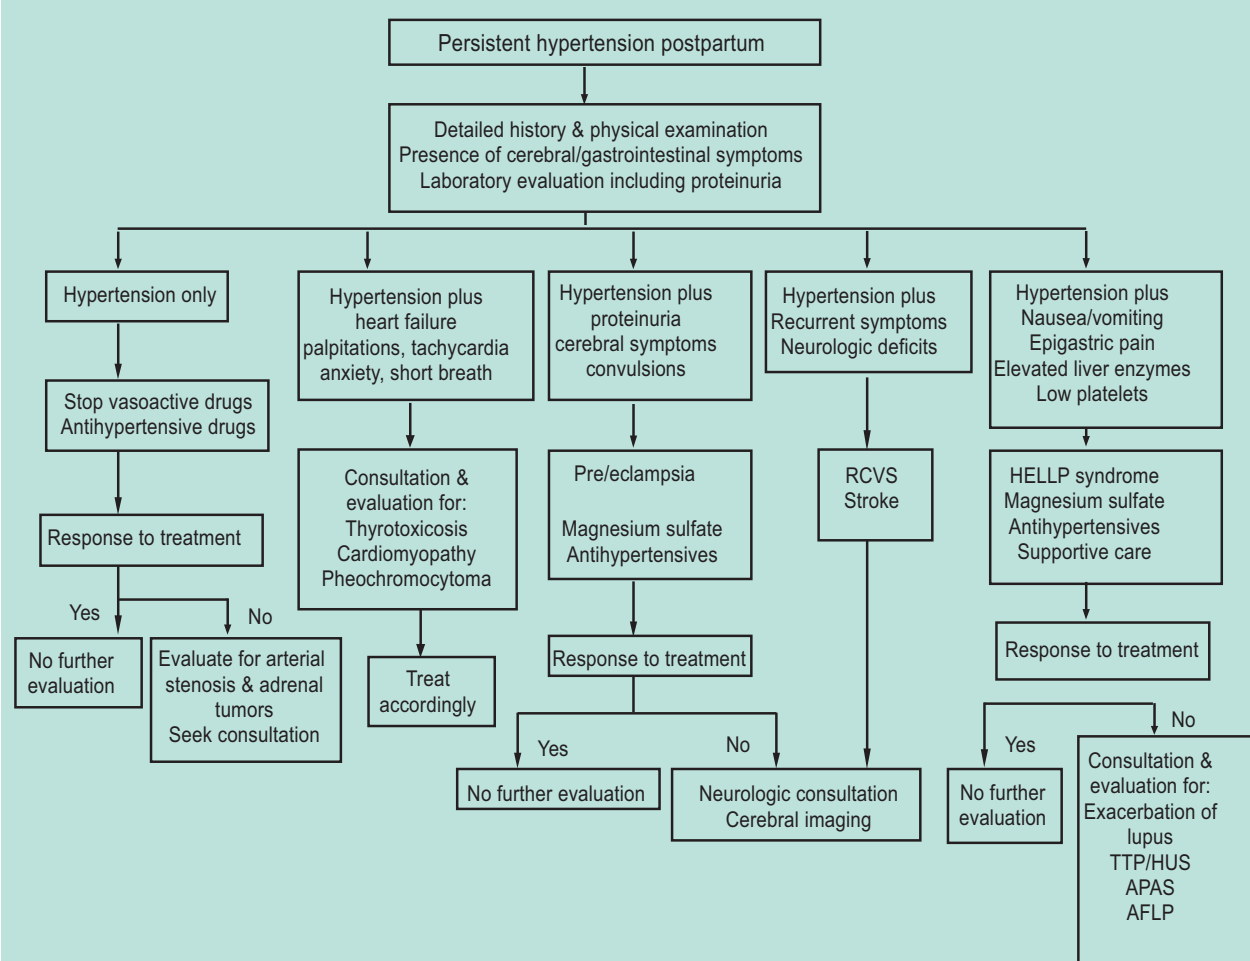 Persistent hypertension postpartum
Detailed history & physical examination
Presence of cerebral/gastrointestinal symptoms
Laboratory evaluation including proteinuria
Hypertension only
Stop vasoactive drugs
Antihypertensive drugs
Response to treatment
Yes
No
No further
evaluation
Evaluate for arterial
stenosis & adrenal
tumors
Seek consultation
Hypertension plus
heart failure
palpitations, tachycardia
anxiety, short breath
Consultation &
evaluation for:
Thyrotoxicosis
Cardiomyopathy
Pheochromocytoma
Treat
accordingly
Hypertension plus
proteinuria
cerebral symptoms
convulsions
Pre/eclampsia
Magnesium sulfate
Antihypertensives
Response to treatment
Yes
No
No further evaluation
Neurologic consultation
Cerebral imaging
Hypertension plus
Recurrent symptoms
Neurologic deficits
RCVS
Stroke
Hypertension plus
Nausea/vomiting
Epigastric pain
Elevated liver enzymes
Low platelets
HELLP syndrome
Magnesium sulfate
Antihypertensives
Supportive care
Response to treatment
Yes
No
No further
evaluation
Consultation &
evaluation for:
Exacerbation of
lupus
TTP/HUS
APAS
AFLP